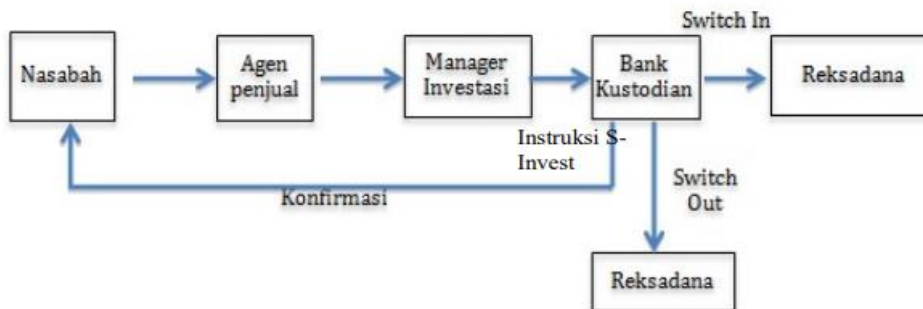 Switch In
Nasabah
Agen
penjual
Manager
Investasi
Bank
Kustodian
Reksadana
Instruksi S-
Invest
Konfirmasi
Switch
Out
Reksadana